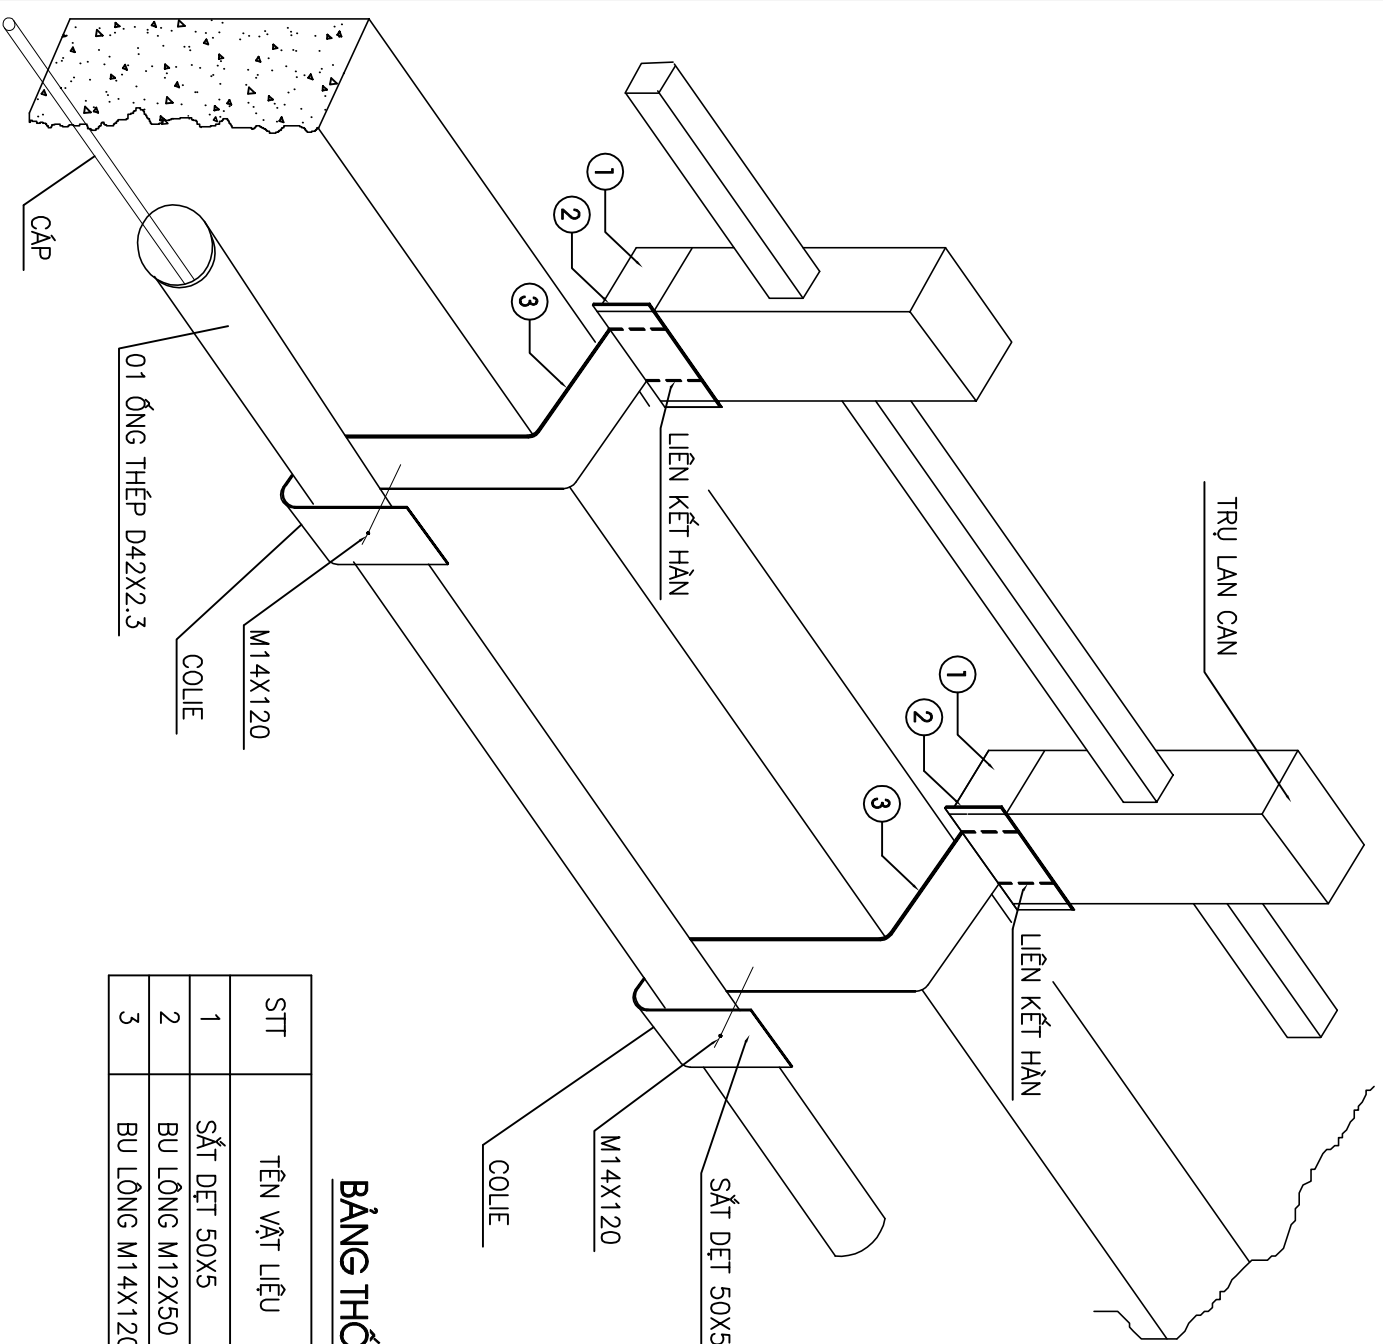 TRỤ LAN CAN
1
2
3
LIÊN KẾT HÀN
1
2
3
LIÊN KẾT HÀN
CÁP
01 ỐNG THÉP D42X2.3
M14X120
COLIE
SẮT DẸT 50X5
M14X120
COLIE
STT TÊN VẬT LIỆU
1 SẮT DẸT 50X5
2 BU LÔNG M12X50
3 BU LÔNG M14X120